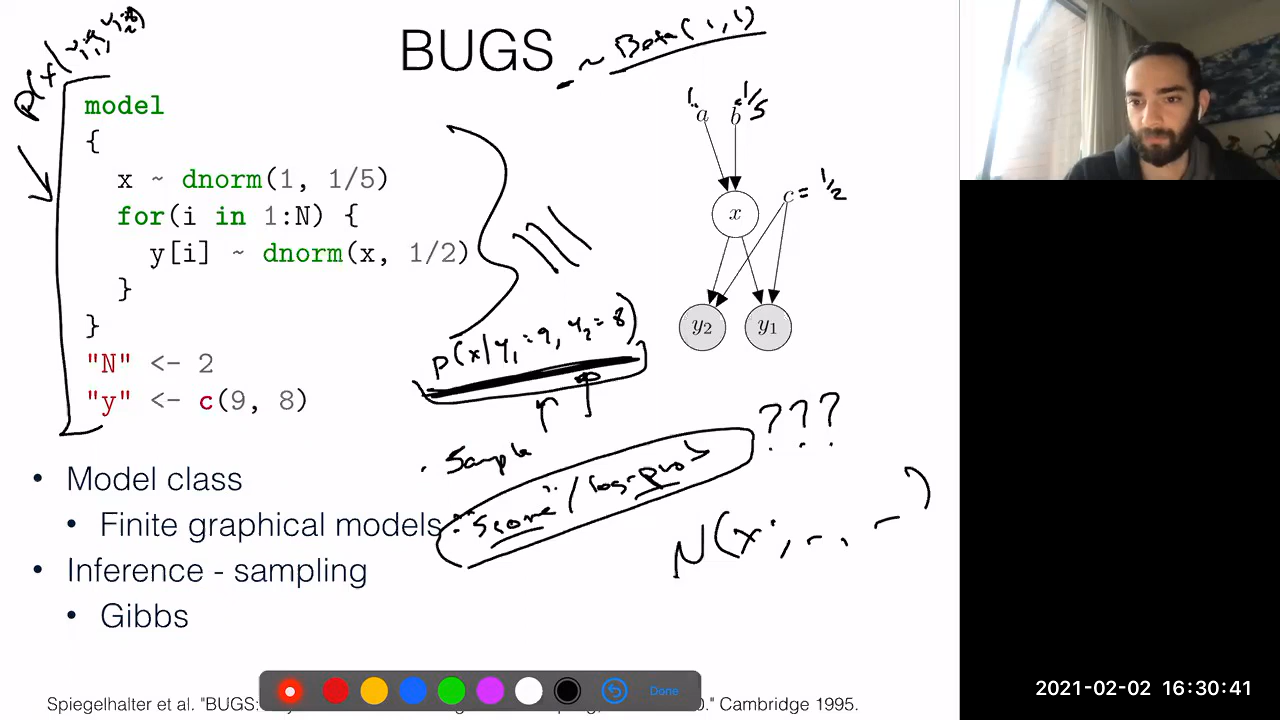 BUGS
~ Beta(1,1)
model
{
x ~ dnorm(1, 1/5)
for(i in 1:N) {
y[i] ~ dnorm(x, 1/2)
}
}
"N" <- 2
"y" <- c(9, 8)
a
b = 1/5
c = 1/2
x
y2
y1
p(x|y1=9, y2=8)
• Sample
"Score" / log-prob
???
N(x; -, -)
• Model class
• Finite graphical models
• Inference - sampling
• Gibbs
Done
Spiegelhalter et al. "BUGS:
." Cambridge 1995.
2021-02-02 16:30:41